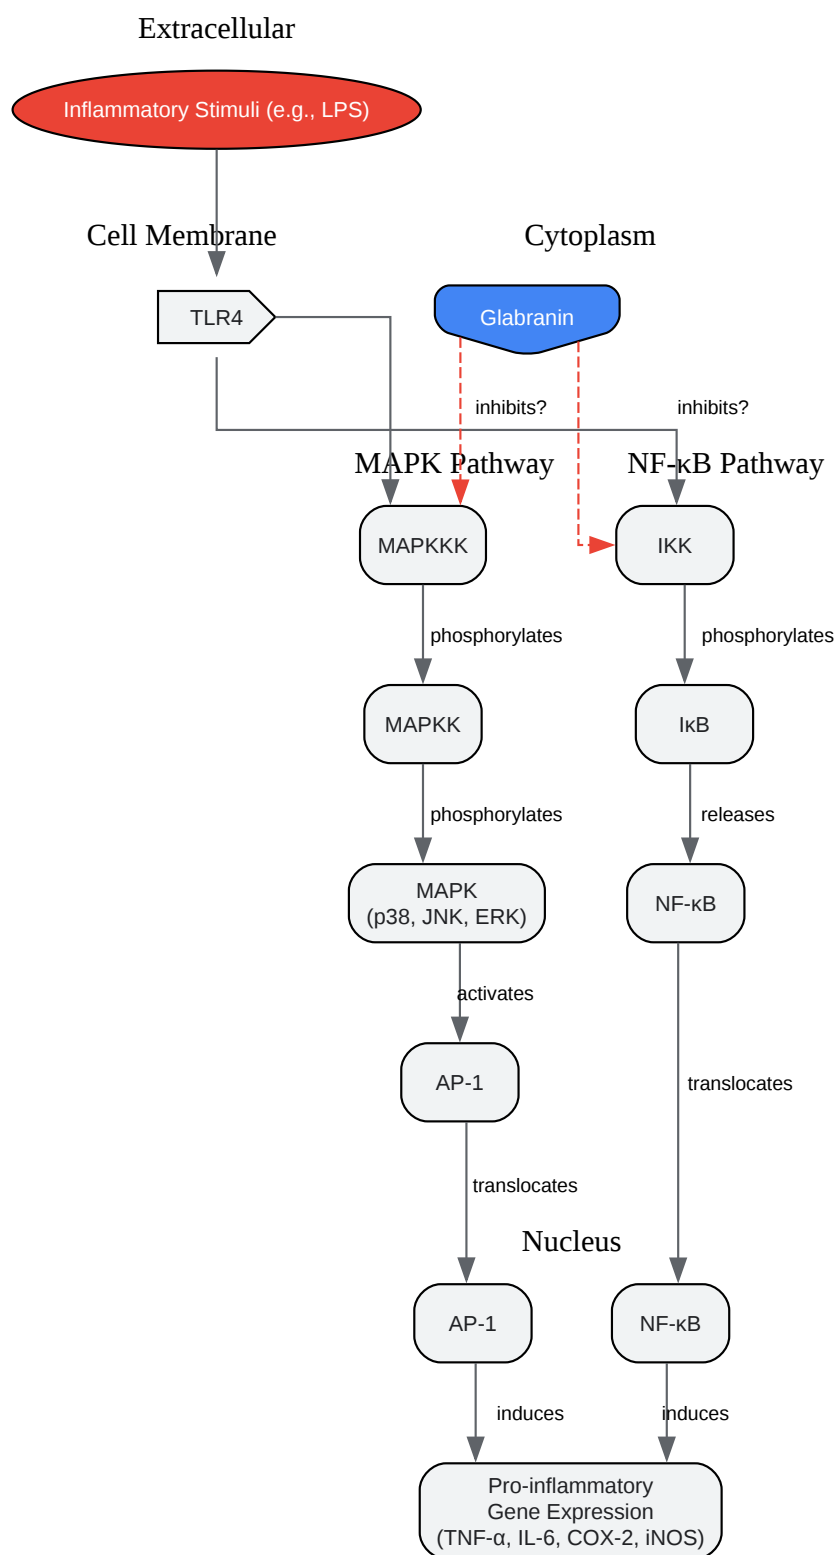 Extracellular
Inflammatory Stimuli (e.g., LPS)
Cell Membrane
Cytoplasm
TLR4
Glabranin
inhibits?
inhibits?
MAPK Pathway
NF-κB Pathway
MAPKKK
IKK
phosphorylates
phosphorylates
MAPKK
IκB
phosphorylates
releases
MAPK
(p38, JNK, ERK)
NF-κB
activates
AP-1
translocates
translocates
Nucleus
AP-1
NF-κB
induces
induces
Pro-inflammatory
Gene Expression
(TNF-α, IL-6, COX-2, iNOS)